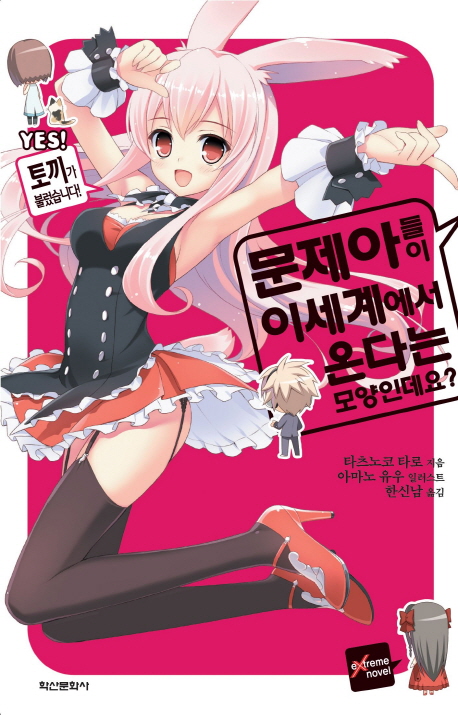 YES!
토끼가
불렀습니다!
문제아들이
이세계에서
온다는
모양인데요?
타츠노코 타로 지음
아마노 유우 일러스트
한신남 옮김
extreme
novel
학산문화사